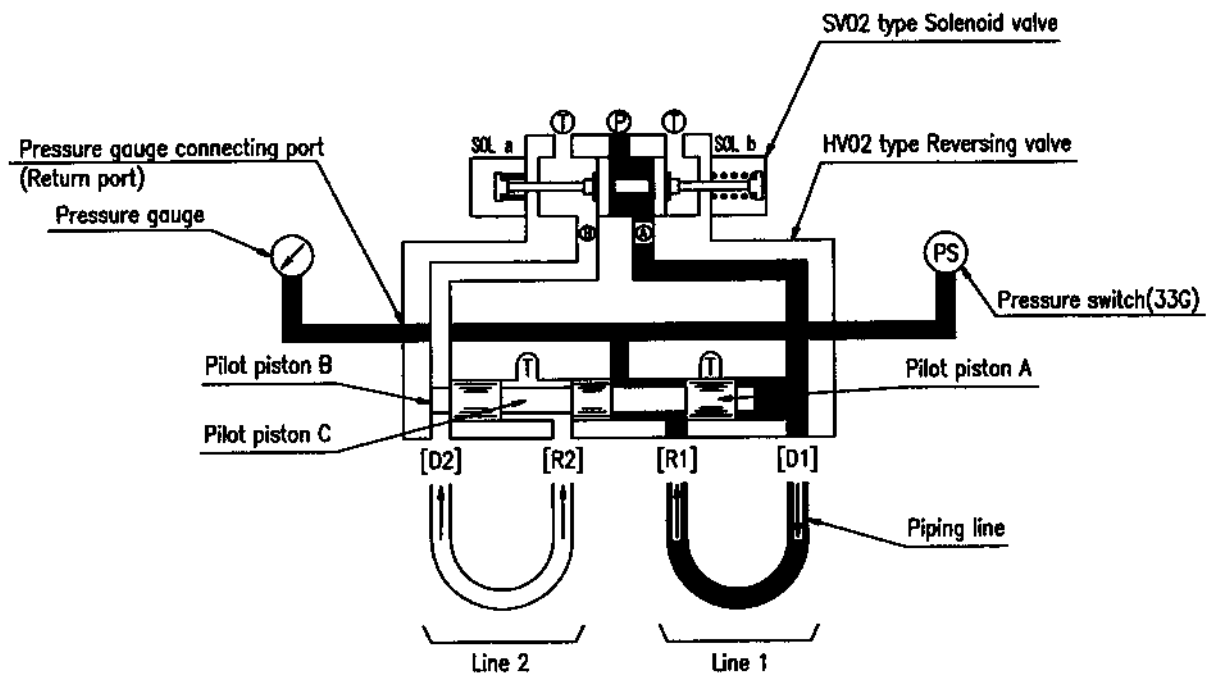 SV02 type Solenoid valve
T P T
SOL a
SOL b
HV02 type Reversing valve
Pressure gauge connecting port
(Return port)
Pressure gauge
B A
PS
Pressure switch(33G)
Pilot piston B
T
T
Pilot piston A
Pilot piston C
[D2] [R2] [R1] [D1]
Piping line
Line 2
Line 1